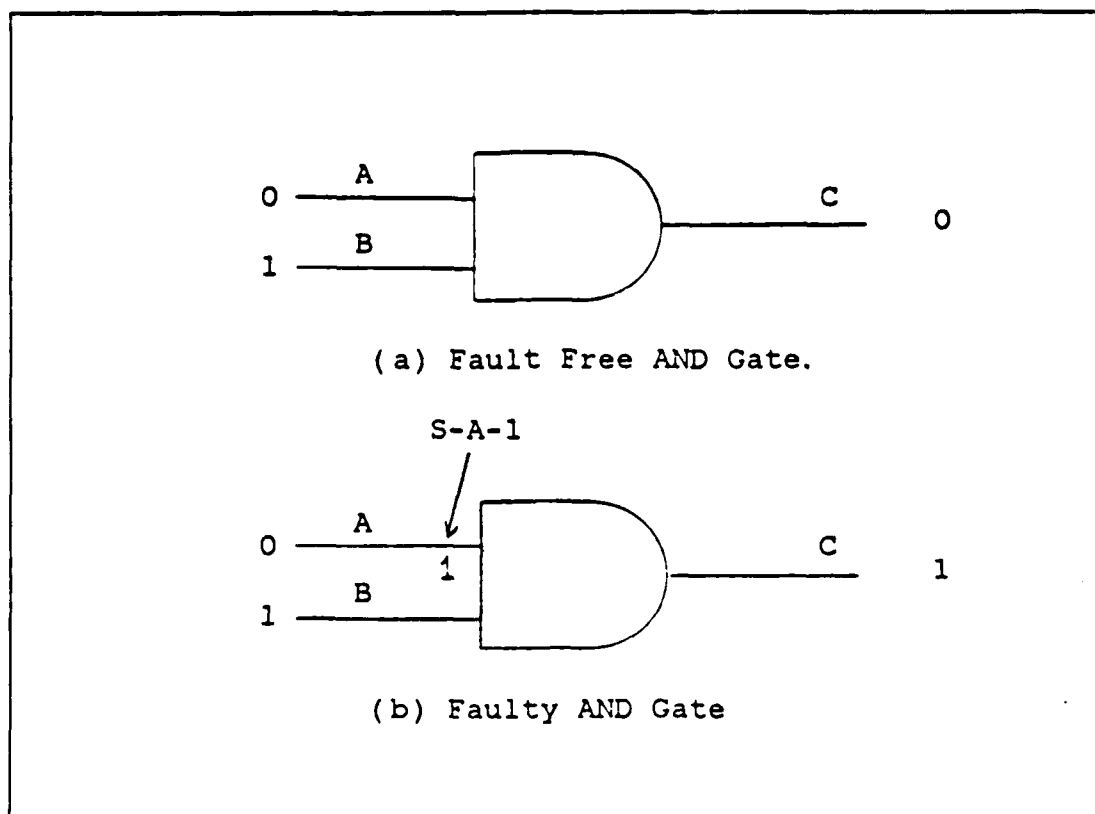 A
0
C
0
B
1
(a) Fault Free AND Gate.
S-A-1
A
0
C
1
1
B
1
(b) Faulty AND Gate